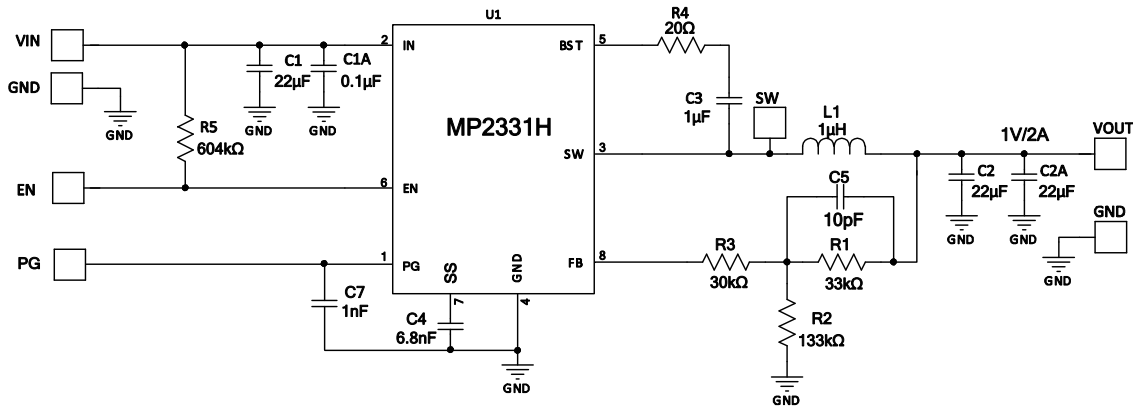 U1
R4
20Ω
VIN
2
IN
BST
5
C1
22µF
C1A
0.1µF
GND
GND
GND
GND
R5
604kΩ
MP2331H
C3
1µF
SW
L1
1µH
SW
3
1V/2A
VOUT
C2
22µF
C2A
22µF
GND
GND
GND
GND
EN
6
EN
C5
10pF
PG
1
PG
SS
GND
FB
8
R3
30kΩ
R1
33kΩ
7
4
C7
1nF
C4
6.8nF
GND
R2
133kΩ
GND